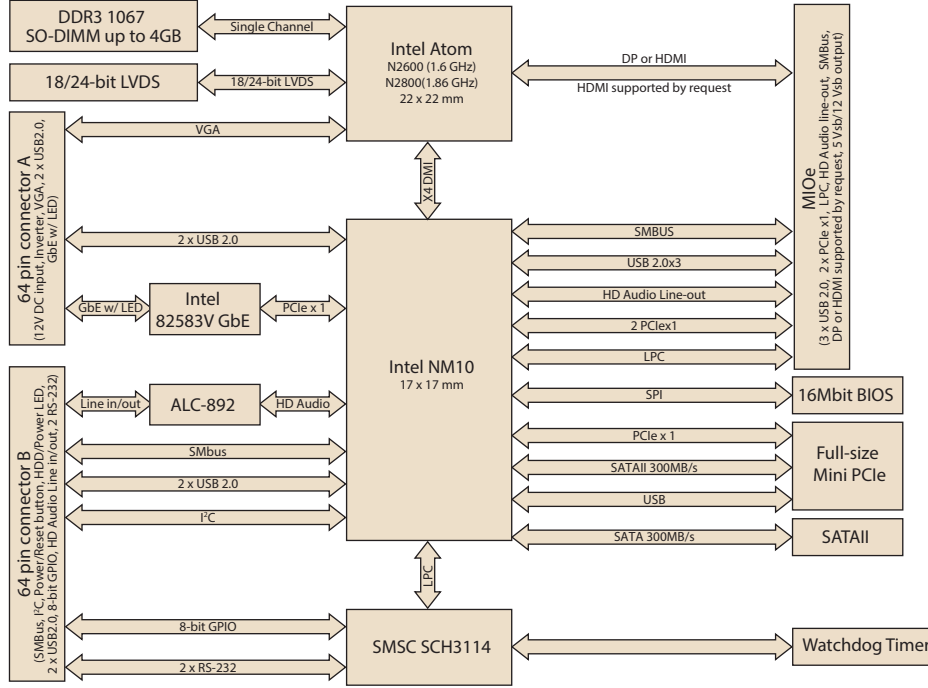 DDR3 1067
SO-DIMM up to 4GB
Single Channel
18/24-bit LVDS
18/24-bit LVDS
Intel Atom
N2600 (1.6 GHz)
N2800(1.86 GHz)
22 x 22 mm
DP or HDMI
HDMI supported by request
MIOe
(3 x USB 2.0, 2 x PCIe x1, LPC, HD Audio line-out, SMBus,
DP or HDMI supported by request, 5 Vsb/12 Vsb output)
64 pin connector A
(12V DC input, Inverter, VGA, 2 x USB2.0,
GbE w/ LED)
VGA
X4 DMI
2 x USB 2.0
GbE w/ LED
Intel
82583V GbE
PCIe x 1
Intel NM10
17 x 17 mm
SMBUS
USB 2.0x3
HD Audio Line-out
2 PCIex1
LPC
SPI
16Mbit BIOS
PCIe x 1
SATAII 300MB/s
USB
Full-size
Mini PCIe
SATA 300MB/s
SATAII
64 pin connector B
(SMBus, I²C, Power/Reset button, HDD/Power LED,
2 x USB2.0, 8-bit GPIO, HD Audio Line in/out, 2 RS-232)
Line in/out
ALC-892
HD Audio
SMbus
2 x USB 2.0
I²C
LPC
8-bit GPIO
2 x RS-232
SMSC SCH3114
Watchdog Timer